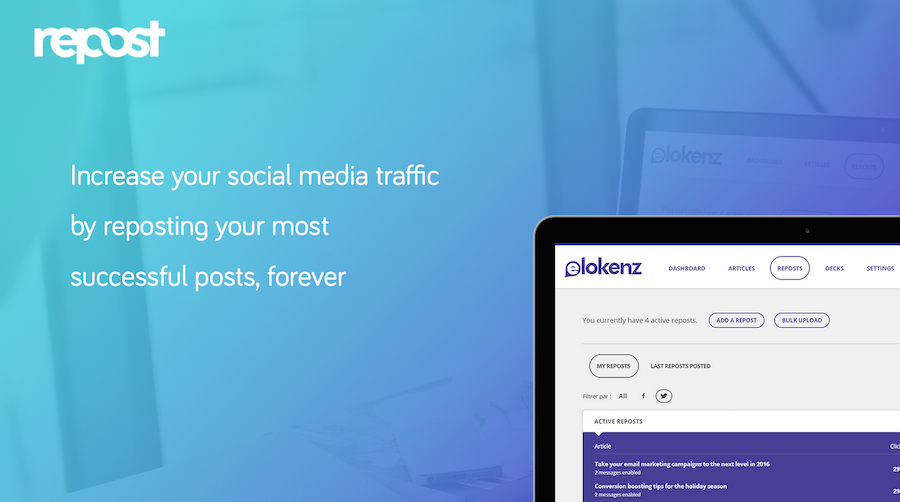 repost
Increase your social media traffic
by reposting your most
successful posts, forever
elokenz
elokenz DASHBOARD ARTICLES REPOSTS DECKS SETTINGS
You currently have 4 active reposts. ADD A REPOST BULK UPLOAD
MY REPOSTS LAST REPOSTS POSTED
Filtrer par : All f
ACTIVE REPOSTS
Article
Take your email marketing campaigns to the next level in 2016
2 messages enabled
Conversion boosting tips for the holiday season
2 messages enabled